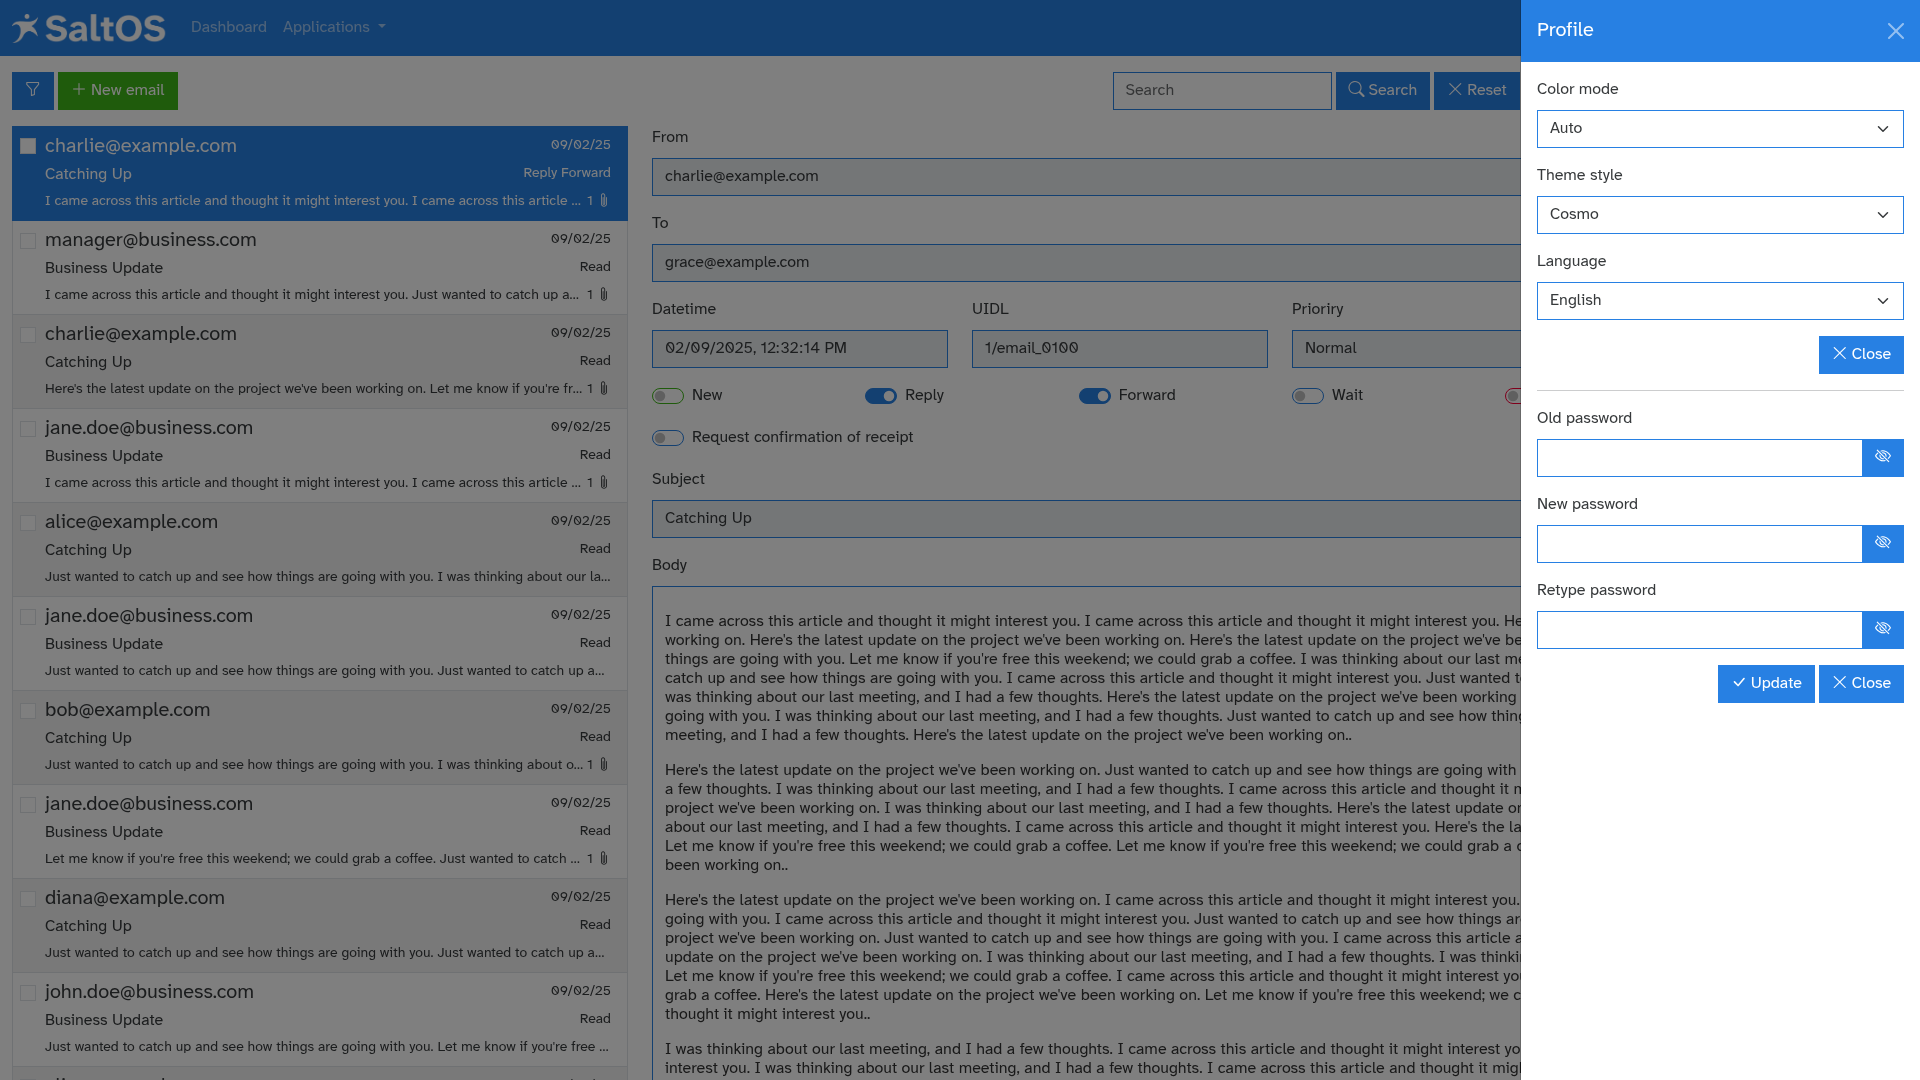 SaltOS
Dashboard
Applications
New email
Search
Search
Reset
charlie@example.com
09/02/25
Catching Up
Reply Forward
I came across this article and thought it might interest you. I came across this article ...
1
manager@business.com
09/02/25
Business Update
Read
I came across this article and thought it might interest you. Just wanted to catch up a...
1
charlie@example.com
09/02/25
Catching Up
Read
Here's the latest update on the project we've been working on. Let me know if you're fr...
1
jane.doe@business.com
09/02/25
Business Update
Read
I came across this article and thought it might interest you. I came across this article ...
1
alice@example.com
09/02/25
Catching Up
Read
Just wanted to catch up and see how things are going with you. I was thinking about our la...
jane.doe@business.com
09/02/25
Business Update
Read
Just wanted to catch up and see how things are going with you. Just wanted to catch up a...
bob@example.com
09/02/25
Catching Up
Read
Just wanted to catch up and see how things are going with you. I was thinking about o...
1
jane.doe@business.com
09/02/25
Business Update
Read
Let me know if you're free this weekend; we could grab a coffee. Just wanted to catch ...
1
diana@example.com
09/02/25
Catching Up
Read
Just wanted to catch up and see how things are going with you. Just wanted to catch up a...
john.doe@business.com
09/02/25
Business Update
Read
Just wanted to catch up and see how things are going with you. Let me know if you're free ...
From
charlie@example.com
To
grace@example.com
Datetime
UIDL
Prioriry
02/09/2025, 12:32:14 PM
1/email_0100
Normal
New
Reply
Forward
Wait
Request confirmation of receipt
Subject
Catching Up
Body
I came across this article and thought it might interest you. I came across this article and thought it might interest you. He
working on. Here's the latest update on the project we've been working on. Here's the latest update on the project we've be
things are going with you. Let me know if you're free this weekend; we could grab a coffee. I was thinking about our last me
catch up and see how things are going with you. I came across this article and thought it might interest you. Just wanted t
was thinking about our last meeting, and I had a few thoughts. Here's the latest update on the project we've been working
going with you. I was thinking about our last meeting, and I had a few thoughts. Just wanted to catch up and see how thin
meeting, and I had a few thoughts. Here's the latest update on the project we've been working on..
Here's the latest update on the project we've been working on. Just wanted to catch up and see how things are going with
a few thoughts. I was thinking about our last meeting, and I had a few thoughts. I came across this article and thought it m
project we've been working on. I was thinking about our last meeting, and I had a few thoughts. Here's the latest update or
about our last meeting, and I had a few thoughts. I came across this article and thought it might interest you. Here's the la
Let me know if you're free this weekend; we could grab a coffee. Let me know if you're free this weekend; we could grab a c
been working on..
Here's the latest update on the project we've been working on. I came across this article and thought it might interest you.
going with you. I came across this article and thought it might interest you. Just wanted to catch up and see how things ar
project we've been working on. Just wanted to catch up and see how things are going with you. I came across this article a
update on the project we've been working on. I was thinking about our last meeting, and I had a few thoughts. I was thinki
Let me know if you're free this weekend; we could grab a coffee. I came across this article and thought it might interest yo
grab a coffee. Here's the latest update on the project we've been working on. Let me know if you're free this weekend; we c
thought it might interest you..
I was thinking about our last meeting, and I had a few thoughts. I came across this article and thought it might interest yo
interest you. I was thinking about our last meeting, and I had a few thoughts. I came across this article and thought it mig
Profile
Color mode
Auto
Theme style
Cosmo
Language
English
Close
Old password
New password
Retype password
Update
Close